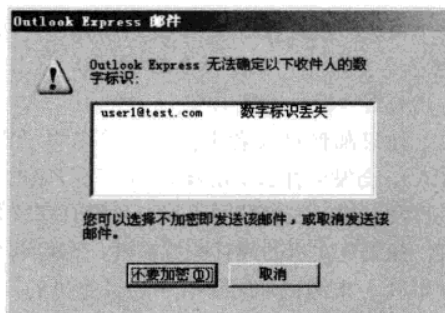 Outlook Express 邮件
Outlook Express 无法确定以下收件人的数
字标识:
user1@test.com 数字标识丢失
您可以选择不加密即发送该邮件，或取消发送该
邮件。
不要加密(D)
取消